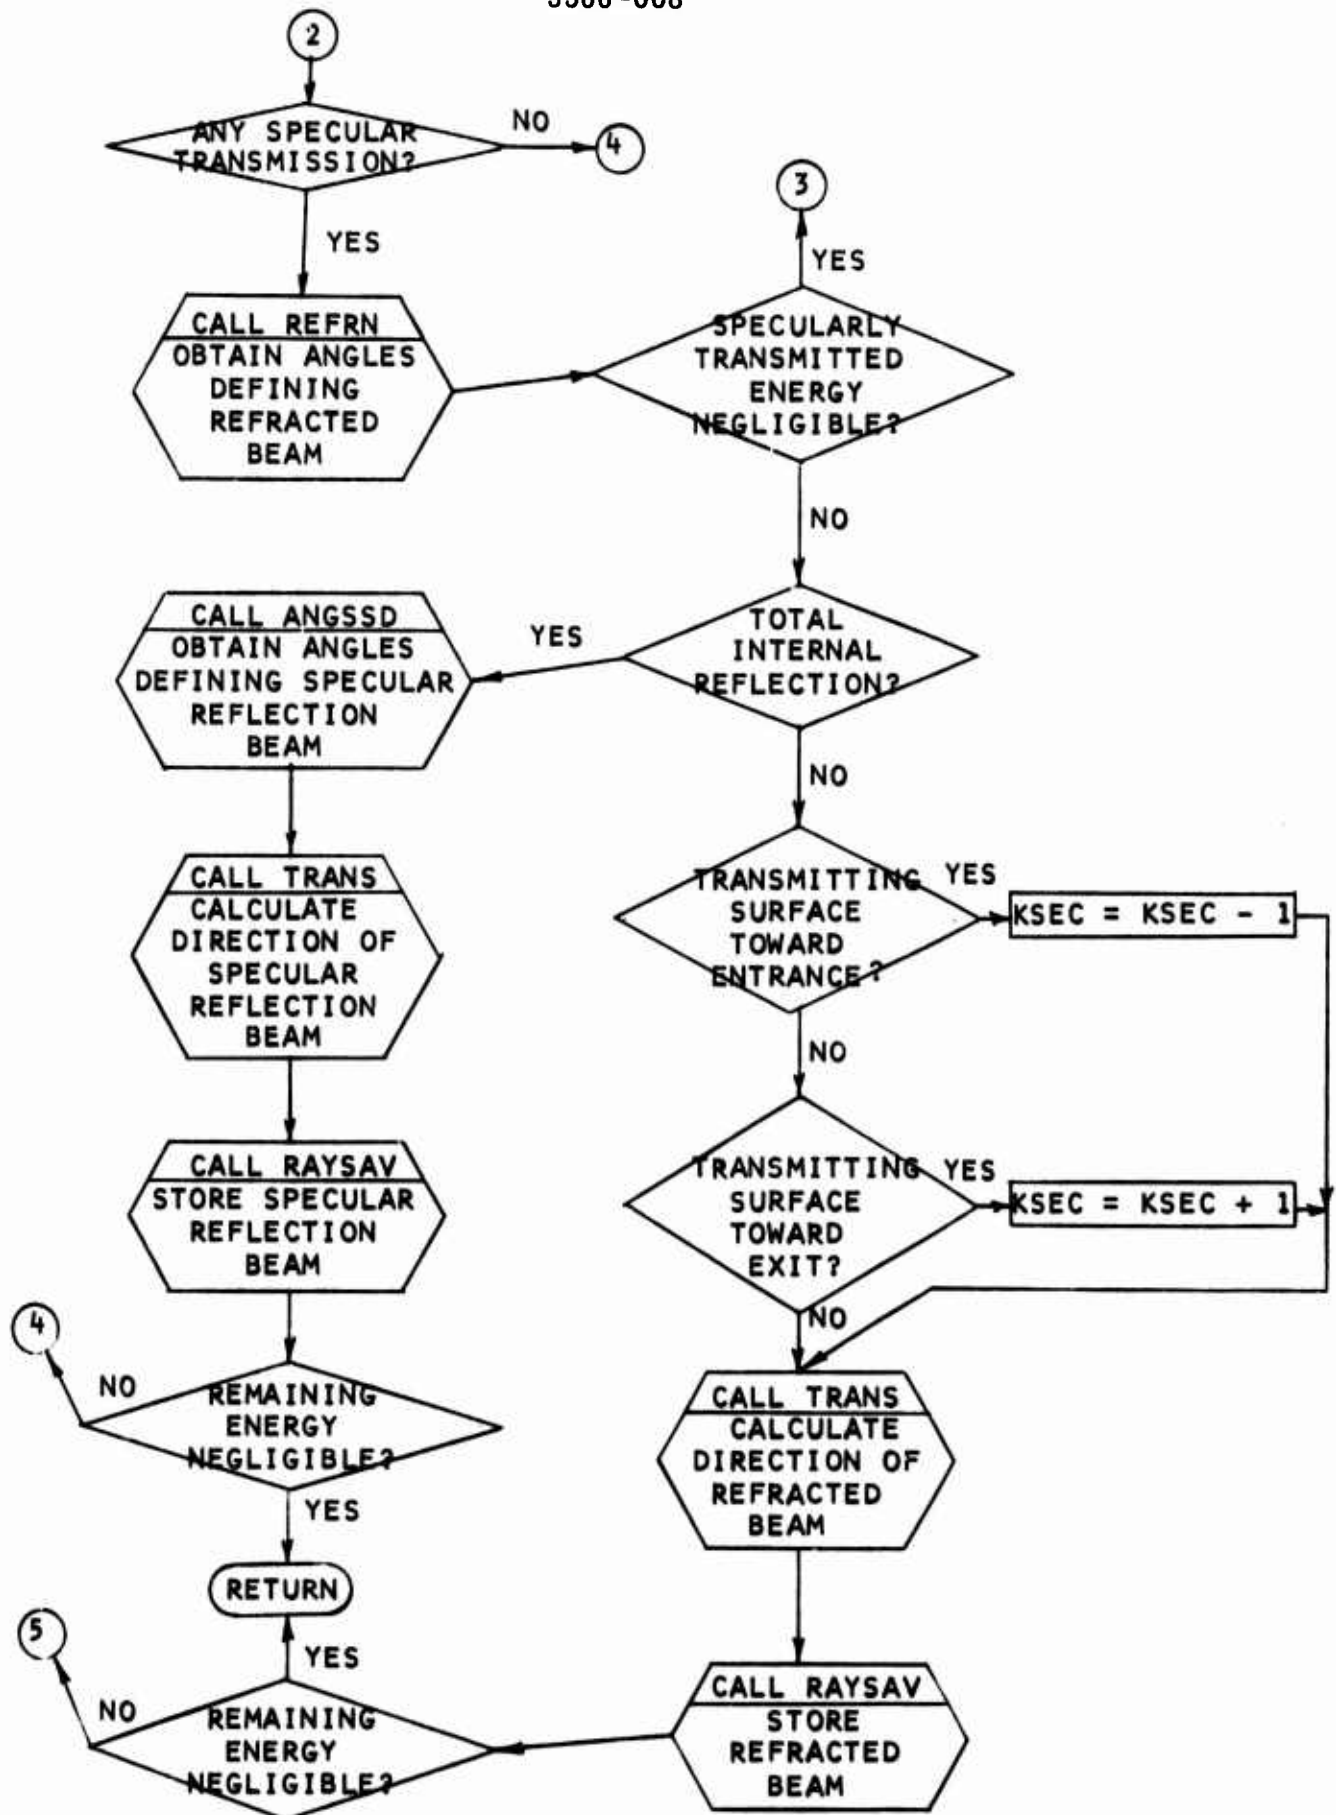 2
ANY SPECULAR
TRANSMISSION?
NO
4
YES
CALL REFRN
OBTAIN ANGLES
DEFINING
REFRACTED
BEAM
3
YES
SPECULARLY
TRANSMITTED
ENERGY
NEGLIGIBLE?
NO
TOTAL
INTERNAL
REFLECTION?
YES
CALL ANGSSD
OBTAIN ANGLES
DEFINING SPECULAR
REFLECTION
BEAM
CALL TRANS
CALCULATE
DIRECTION OF
SPECULAR
REFLECTION
BEAM
CALL RAYSAV
STORE SPECULAR
REFLECTION
BEAM
REMAINING
ENERGY
NEGLIGIBLE?
NO
4
YES
RETURN
NO
TRANSMITTING
SURFACE
TOWARD
ENTRANCE?
YES
KSEC = KSEC - 1
NO
TRANSMITTING
SURFACE
TOWARD
EXIT?
YES
KSEC = KSEC + 1
NO
CALL TRANS
CALCULATE
DIRECTION OF
REFRACTED
BEAM
CALL RAYSAV
STORE
REFRACTED
BEAM
REMAINING
ENERGY
NEGLIGIBLE?
YES
NO
5